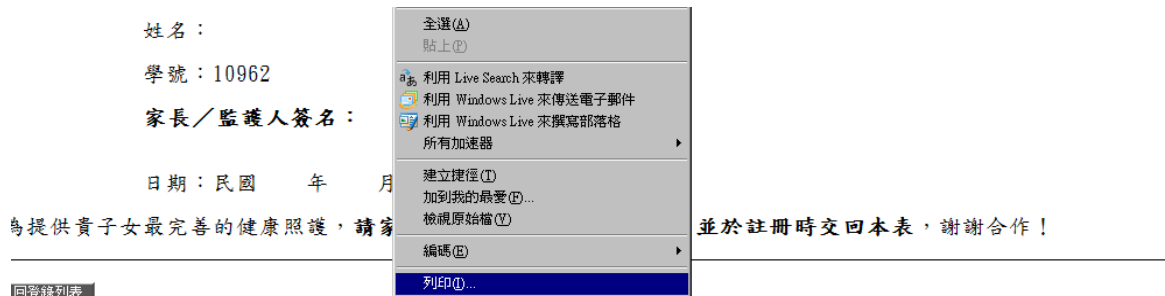 姓名：
學號：10962
家長／監護人簽名：
日期：民國　　年　　月
為提供貴子女最完善的健康照護，請家
並於註冊時交回本表，謝謝合作！
回登錄列表
全選(A)
貼上(P)
利用 Live Search 來轉譯
利用 Windows Live 來傳送電子郵件
利用 Windows Live 來撰寫部落格
所有加速器
建立捷徑(T)
加到我的最愛(F)...
檢視原始檔(V)
編碼(E)
列印(I)...